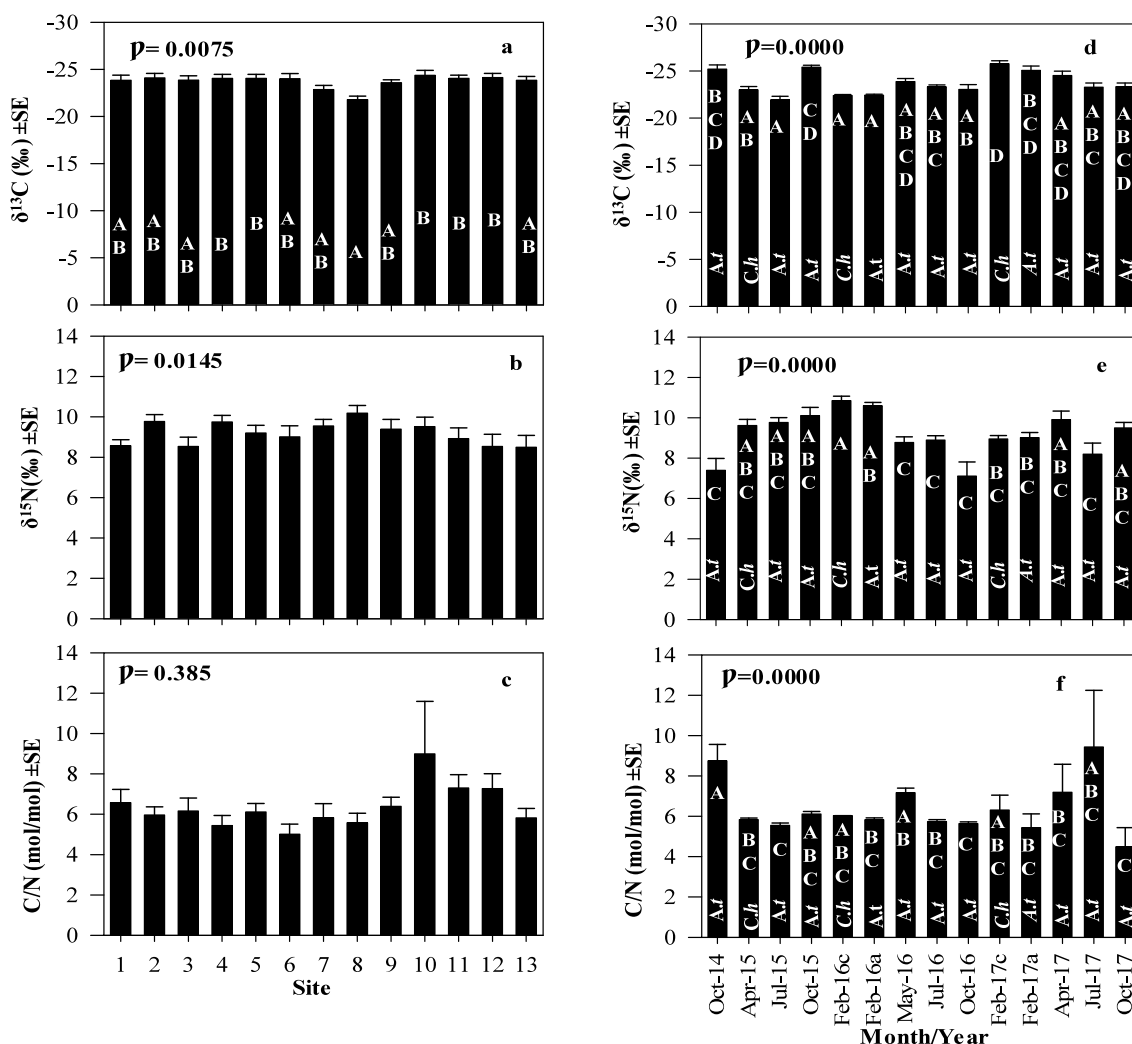 -30
-25
-20
-15
-10
-5
0
δ¹³C (‰) ±SE
p= 0.0075
a
A B
A B
A B
B
B
A B
A B
A
A B
B
B
B
A B
-30
-25
-20
-15
-10
-5
0
δ¹³C (‰) ±SE
p=0.0000
d
B C D
A B
A
C D
A
A
A B C D
A B C
A B
D
B C D
A B C D
A B C
A B C D
A.t
C.h
A.t
A.t
C.h
A.t
A.t
A.t
A.t
C.h
A.t
A.t
A.t
A.t
14
12
10
8
6
4
2
0
δ¹⁵N(‰) ±SE
p= 0.0145
b
14
12
10
8
6
4
2
0
δ¹⁵N(‰) ±SE
p=0.0000
e
C
A B C
A B C
A B C
A
A B
C
C
C
B C
A B C
A B C
C
A B C
A.t
C.h
A.t
A.t
C.h
A.t
A.t
A.t
A.t
C.h
A.t
A.t
A.t
A.t
14
12
10
8
6
4
2
0
C/N (mol/mol) ±SE
p= 0.385
c
1 2 3 4 5 6 7 8 9 10 11 12 13
Site
14
12
10
8
6
4
2
0
C/N (mol/mol) ±SE
p=0.0000
f
A
B C
C
A B C
A B C
B C
A B
B C
C
A B C
B C
B C
A B C
C
A.t
C.h
A.t
A.t
C.h
A.t
A.t
A.t
A.t
C.h
A.t
A.t
A.t
A.t
Oct-14
Apr-15
Jul-15
Oct-15
Feb-16c
Feb-16a
May-16
Jul-16
Oct-16
Feb-17c
Feb-17a
Apr-17
Jul-17
Oct-17
Month/Year